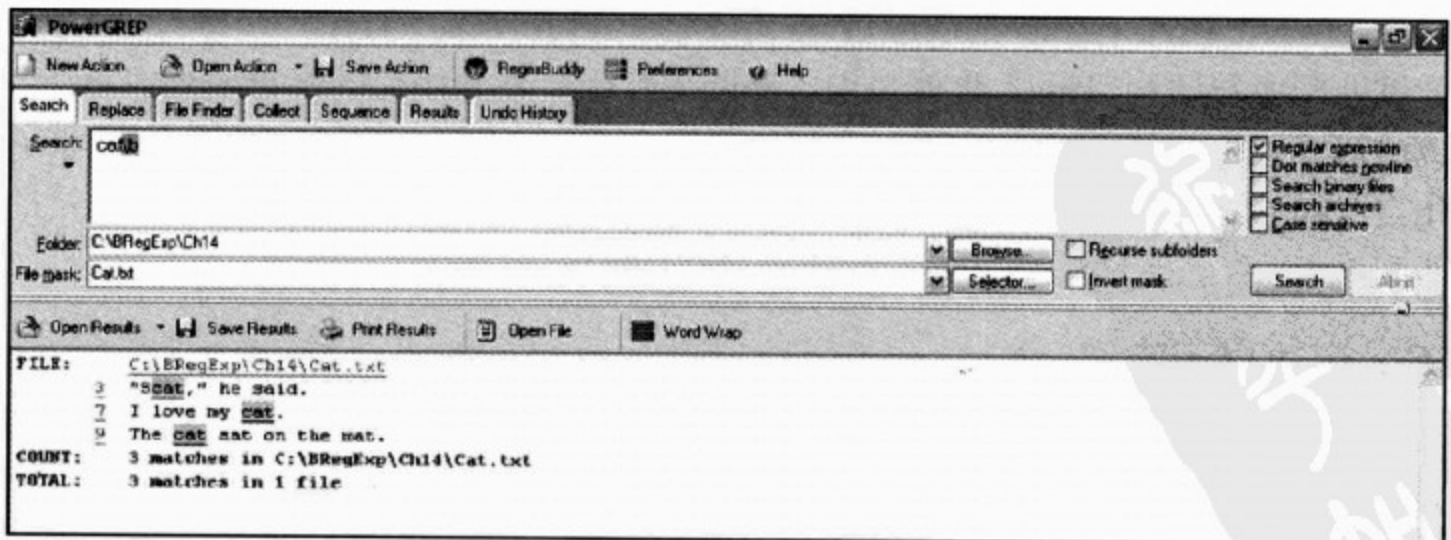 PowerGREP
New Action Open Action Save Action RegexBuddy Preferences Help
Search Replace File Finder Collect Sequence Results Undo History
Search: cat\b
Regular expression
Dot matches newline
Search binary files
Search archives
Case sensitive
Folder: C:\BRegExp\Ch14 Browse... Recurse subfolders
File mask: Cat.txt Selector... Invert mask Search Abort
Open Results Save Results Print Results Open File Word Wrap
FILE: C:\BRegExp\Ch14\Cat.txt
3 "Scat," he said.
7 I love my cat.
9 The cat sat on the mat.
COUNT: 3 matches in C:\BRegExp\Ch14\Cat.txt
TOTAL: 3 matches in 1 file